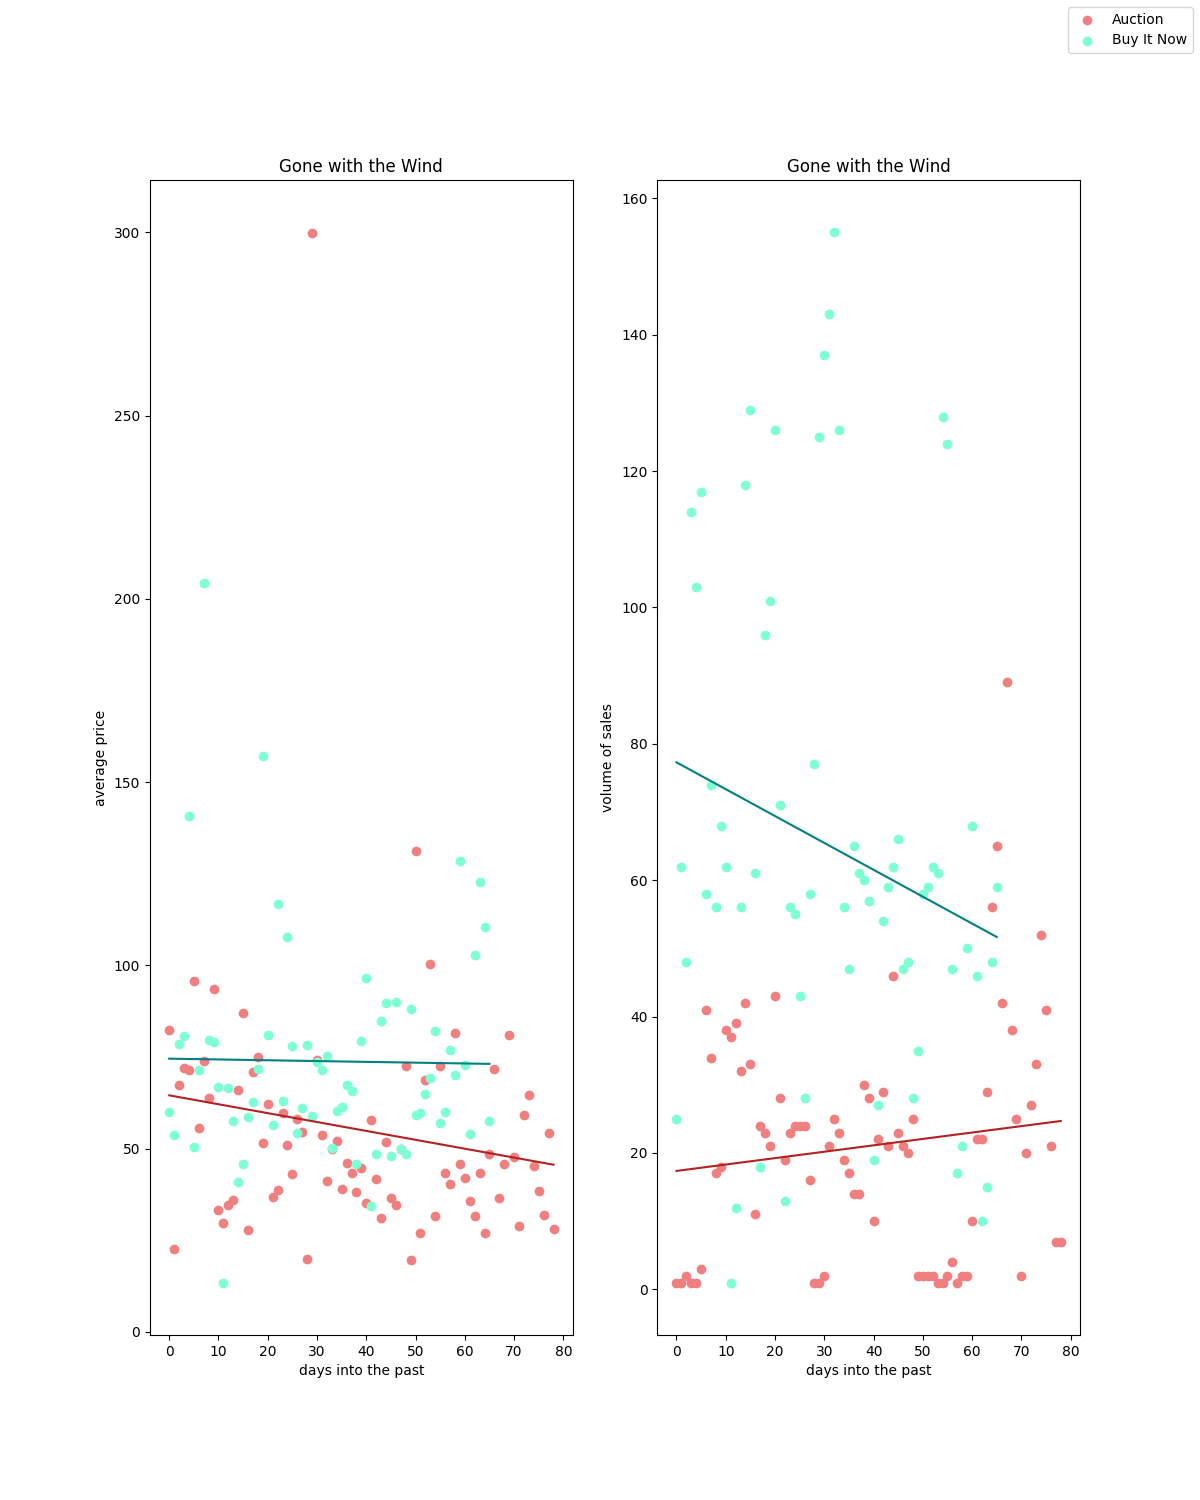 Auction
Buy It Now
Gone with the Wind
300
250
200
150
100
50
0
average price
0 10 20 30 40 50 60 70 80
days into the past
Gone with the Wind
160
140
120
100
80
60
40
20
0
volume of sales
0 10 20 30 40 50 60 70 80
days into the past